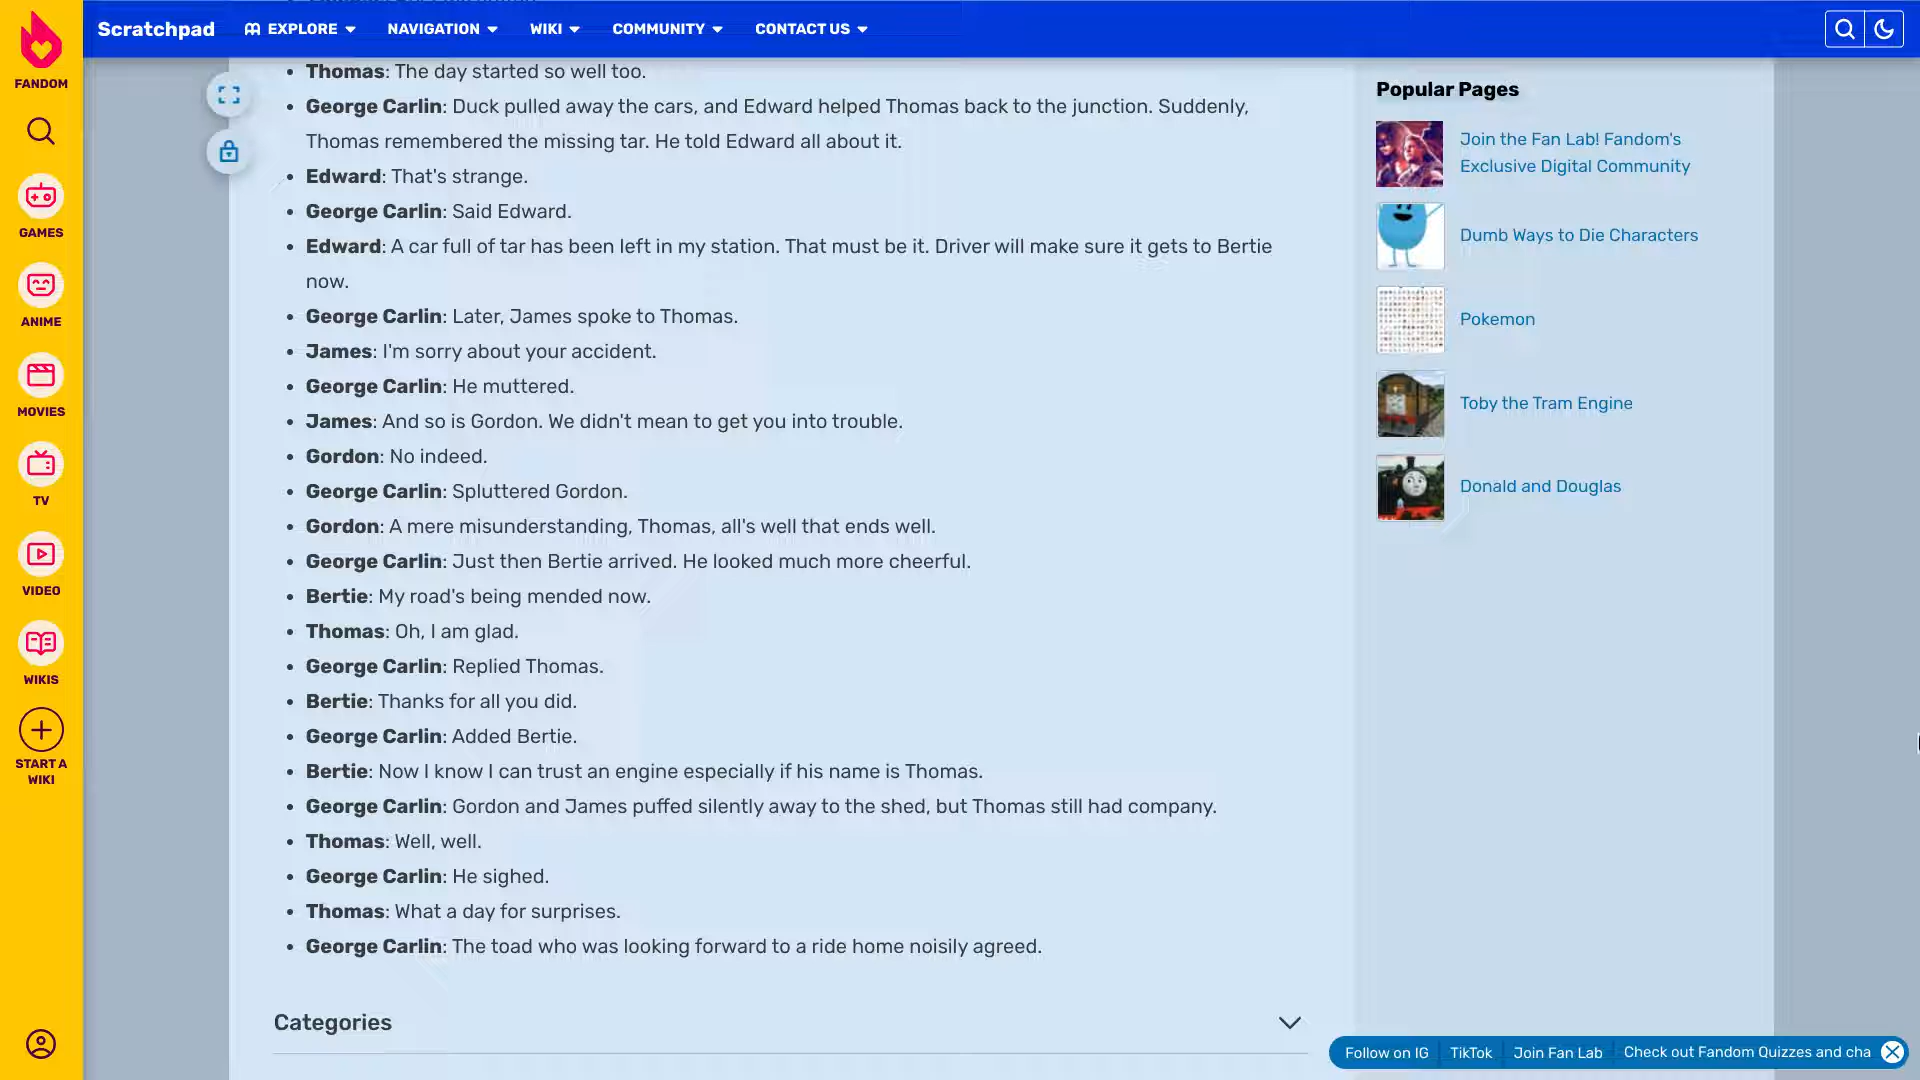 Scratchpad
EXPLORE
NAVIGATION
WIKI
COMMUNITY
CONTACT US
FANDOM
GAMES
ANIME
MOVIES
TV
VIDEO
WIKIS
START A
WIKI
Thomas: The day started so well too.
George Carlin: Duck pulled away the cars, and Edward helped Thomas back to the junction. Suddenly,
Thomas remembered the missing tar. He told Edward all about it.
Edward: That's strange.
George Carlin: Said Edward.
Edward: A car full of tar has been left in my station. That must be it. Driver will make sure it gets to Bertie
now.
George Carlin: Later, James spoke to Thomas.
James: I'm sorry about your accident.
George Carlin: He muttered.
James: And so is Gordon. We didn't mean to get you into trouble.
Gordon: No indeed.
George Carlin: Spluttered Gordon.
Gordon: A mere misunderstanding, Thomas, all's well that ends well.
George Carlin: Just then Bertie arrived. He looked much more cheerful.
Bertie: My road's being mended now.
Thomas: Oh, I am glad.
George Carlin: Replied Thomas.
Bertie: Thanks for all you did.
George Carlin: Added Bertie.
Bertie: Now I know I can trust an engine especially if his name is Thomas.
George Carlin: Gordon and James puffed silently away to the shed, but Thomas still had company.
Thomas: Well, well.
George Carlin: He sighed.
Thomas: What a day for surprises.
George Carlin: The toad who was looking forward to a ride home noisily agreed.
Categories
Popular Pages
Join the Fan Lab! Fandom's
Exclusive Digital Community
Dumb Ways to Die Characters
Pokemon
Toby the Tram Engine
Donald and Douglas
Follow on IG
TikTok
Join Fan Lab
Check out Fandom Quizzes and cha